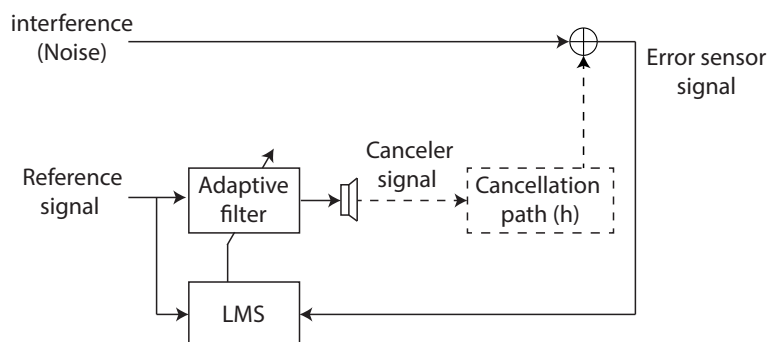 interference
(Noise)
Error sensor
signal
Reference
signal
Adaptive
filter
Canceler
signal
Cancellation
path (h)
LMS